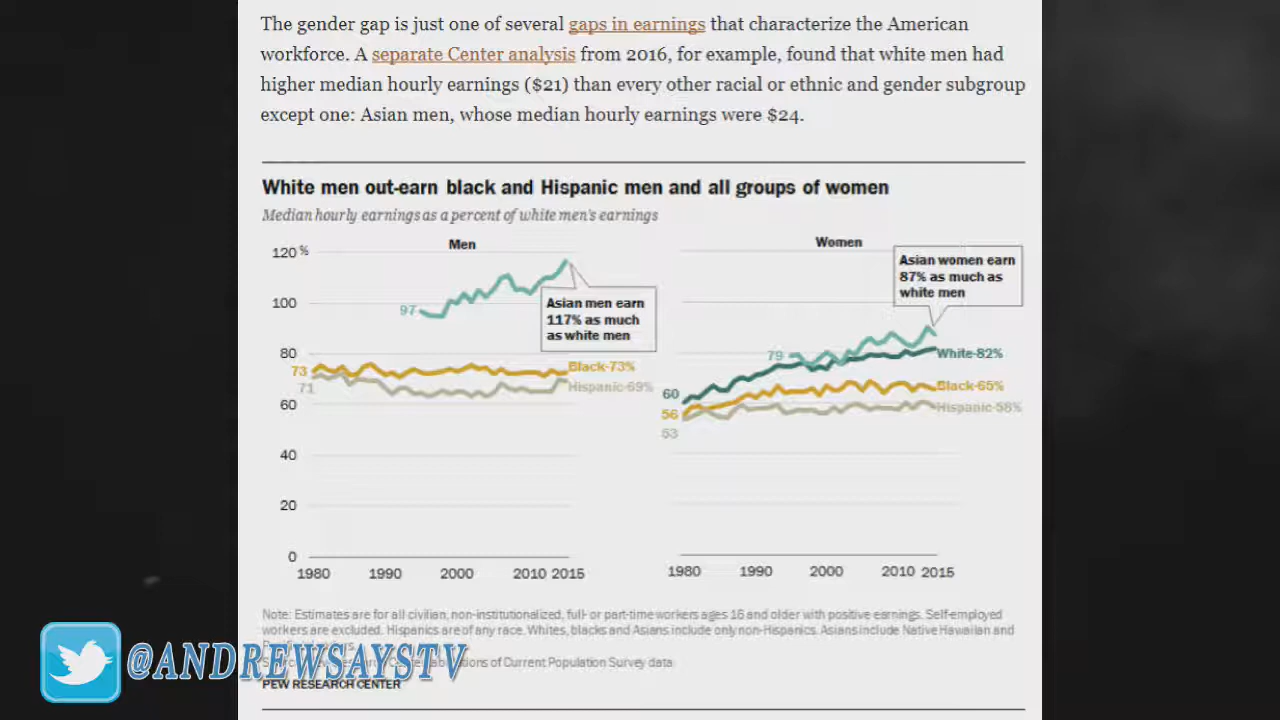 The gender gap is just one of several gaps in earnings that characterize the American
workforce. A separate Center analysis from 2016, for example, found that white men had
higher median hourly earnings ($21) than every other racial or ethnic and gender subgroup
except one: Asian men, whose median hourly earnings were $24.
White men out-earn black and Hispanic men and all groups of women
Median hourly earnings as a percent of white men's earnings
Men
120%
100
80
60
40
20
0
97
73
71
Asian men earn
117% as much
as white men
Black-73%
Hispanic-69%
1980 1990 2000 2010 2015
Women
Asian women earn
87% as much as
white men
79
60
56
53
White-82%
Black-65%
Hispanic-58%
1980 1990 2000 2010 2015
Note: Estimates are for all civilian, non-institutionalized, full- or part-time workers ages 16 and older with positive earnings. Self-employed
workers are excluded. Hispanics are of any race. Whites, blacks and Asians include only non-Hispanics. Asians include Native Hawaiian and
of Current Population Survey data
PEW RESEARCH CENTER
@ANDREWSAYSTV